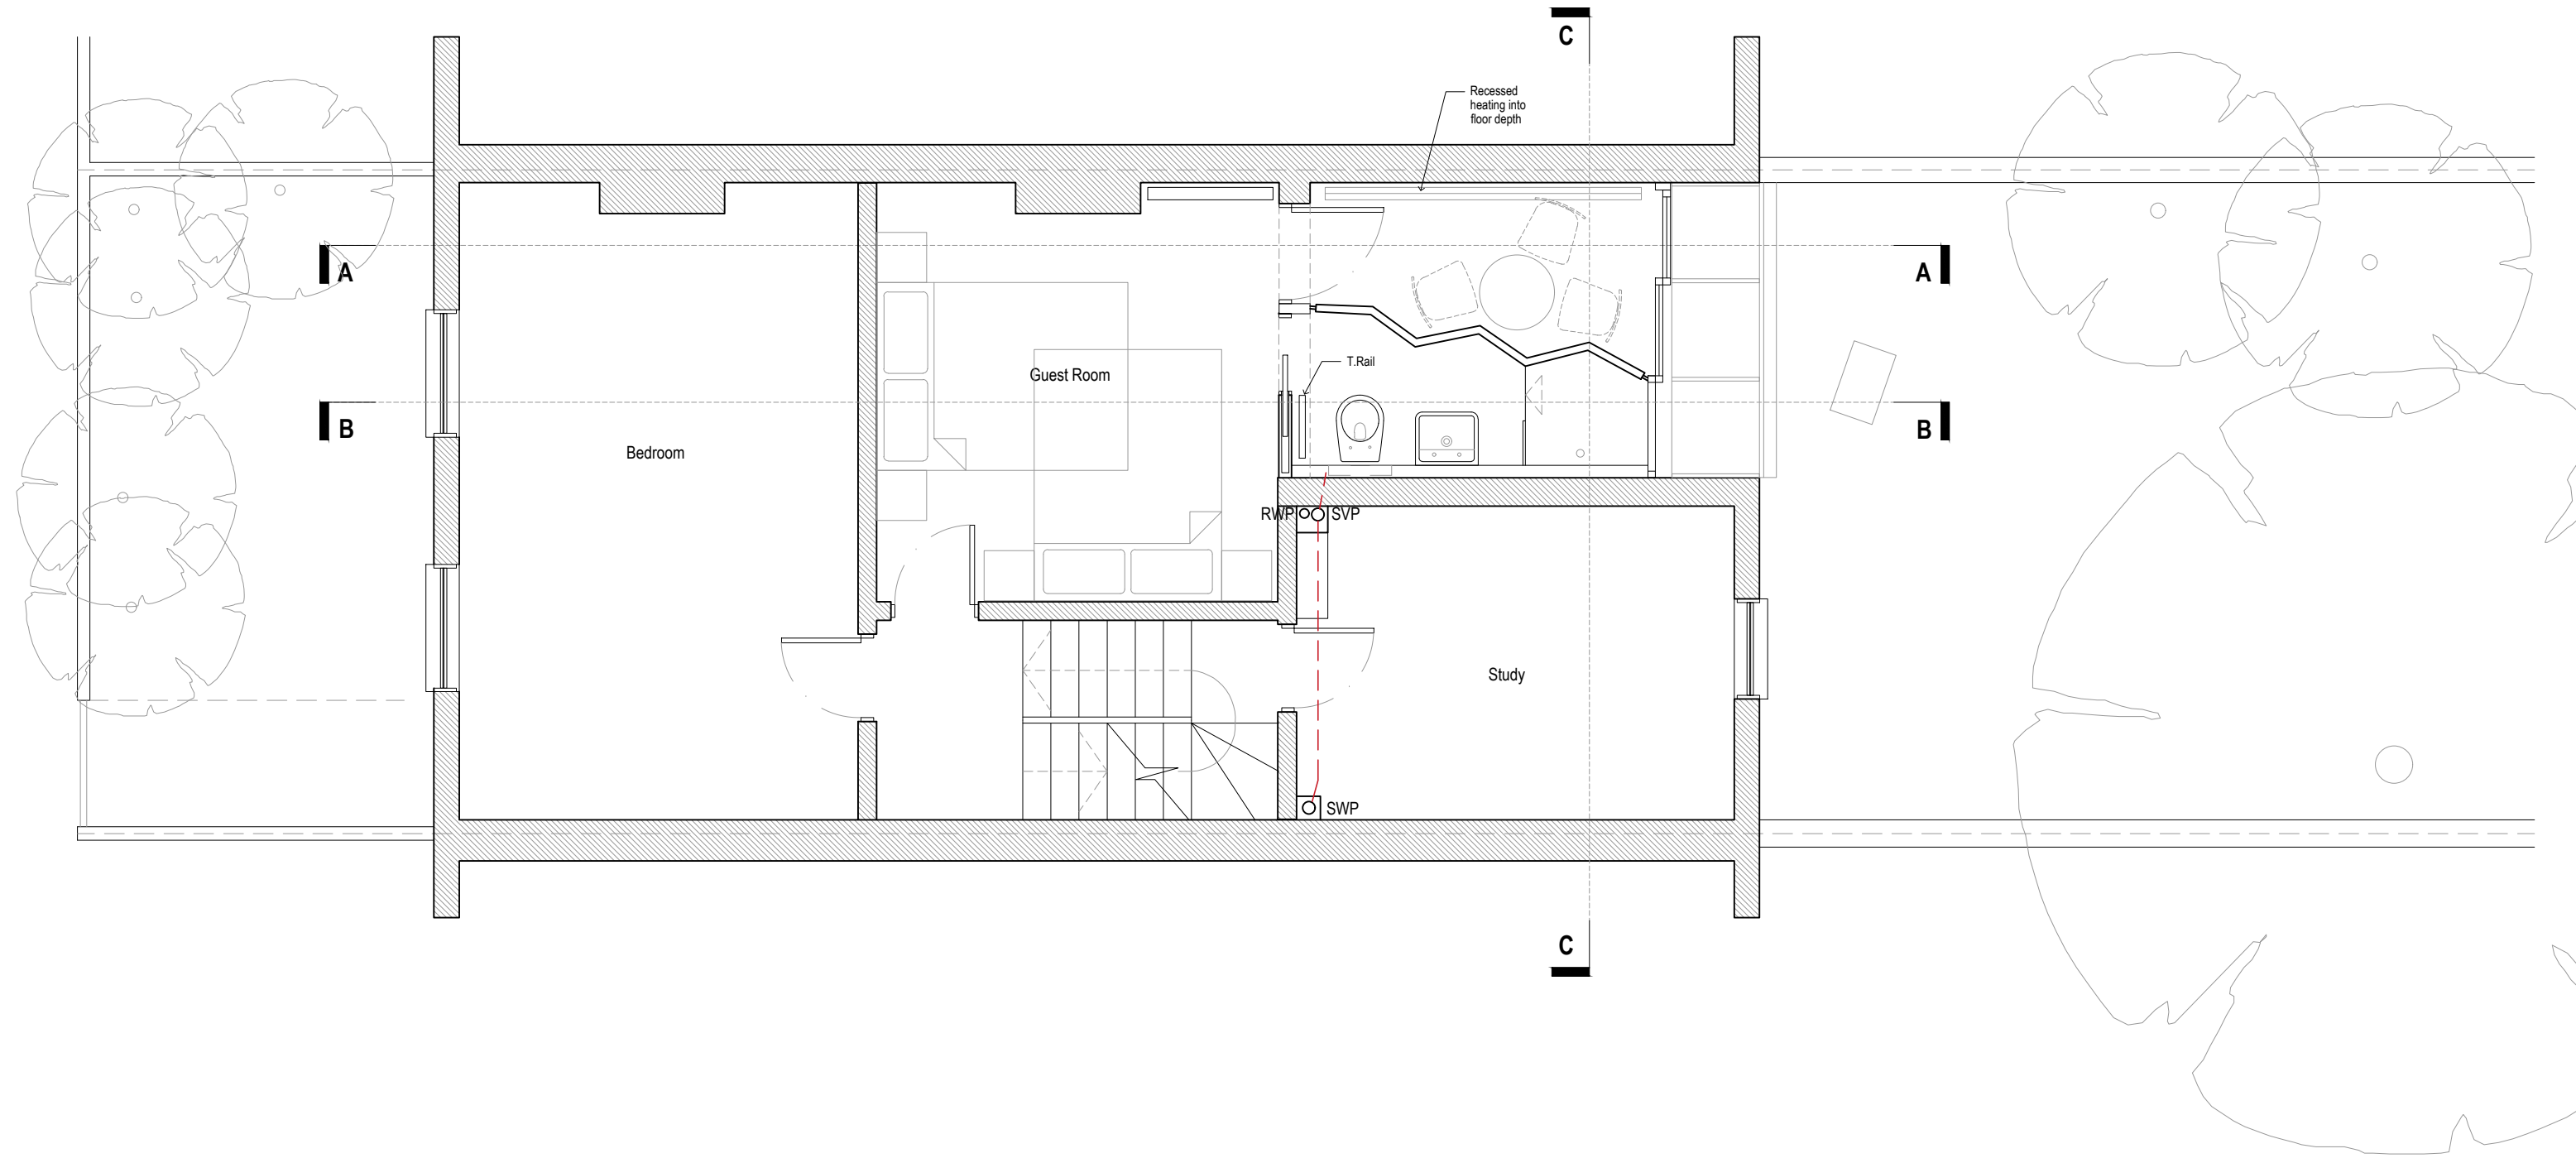 C
Recessed
heating into
floor depth
A
A
T.Rail
Guest Room
B
B
Bedroom
RWP
SVP
Study
SWP
C